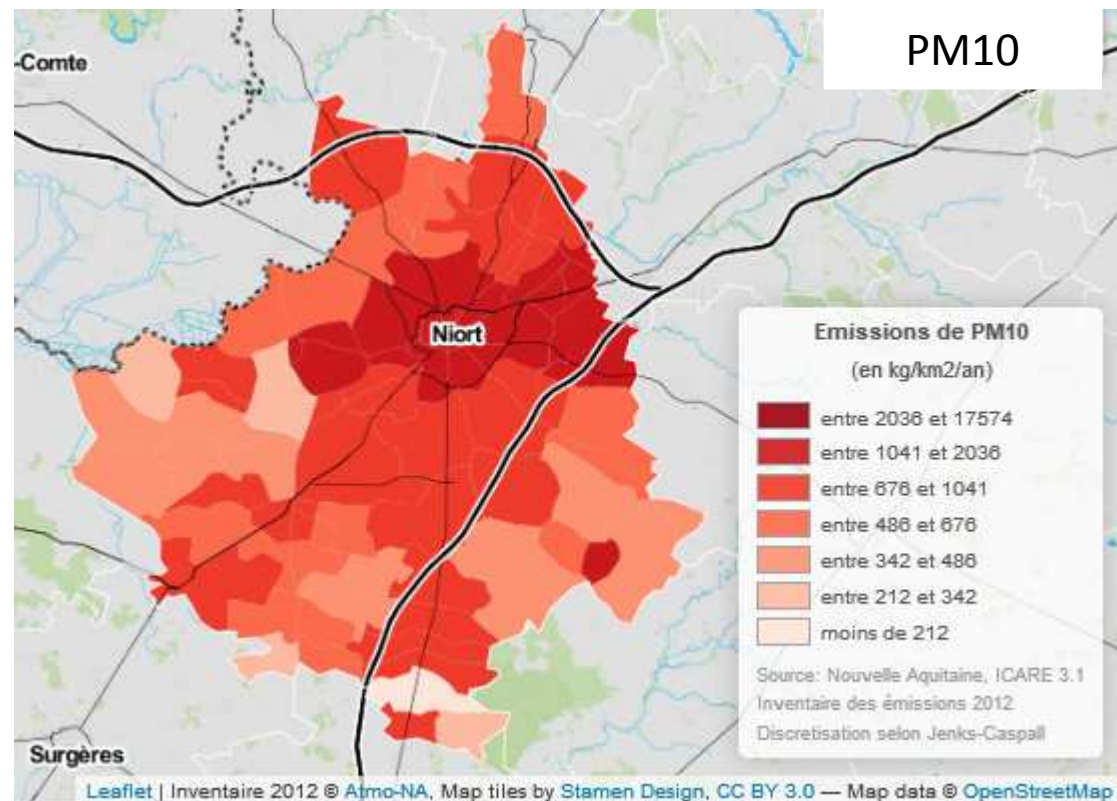 PM10
-Comte
Niort
Emissions de PM10
(en kg/km2/an)
entre 2036 et 17574
entre 1041 et 2036
entre 676 et 1041
entre 486 et 676
entre 342 et 486
entre 212 et 342
moins de 212
Source: Nouvelle Aquitaine, ICARE 3.1
Inventaire des émissions 2012
Discretisation selon Jenks-Caspall
Surgères
Leaflet | Inventaire 2012 © Atmo-NA, Map tiles by Stamen Design, CC BY 3.0 — Map data © OpenStreetMap